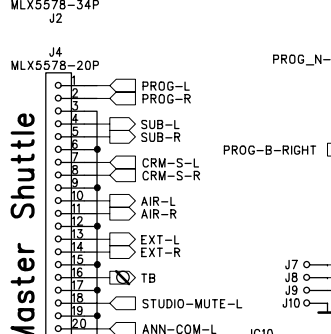 MLX5578-34P
J2
J4
MLX5578-20P
PROG_N-
1
PROG-L
2
PROG-R
3
4
SUB-L
5
SUB-R
6
PROG-B-RIGHT
7
CRM-S-L
8
CRM-S-R
9
10
AIR-L
11
AIR-R
12
13
EXT-L
14
EXT-R
15
16
TB
17
18
STUDIO-MUTE-L
19
20
ANN-COM-L
Master Shuttle
J7
J8
J9
J10
JC10